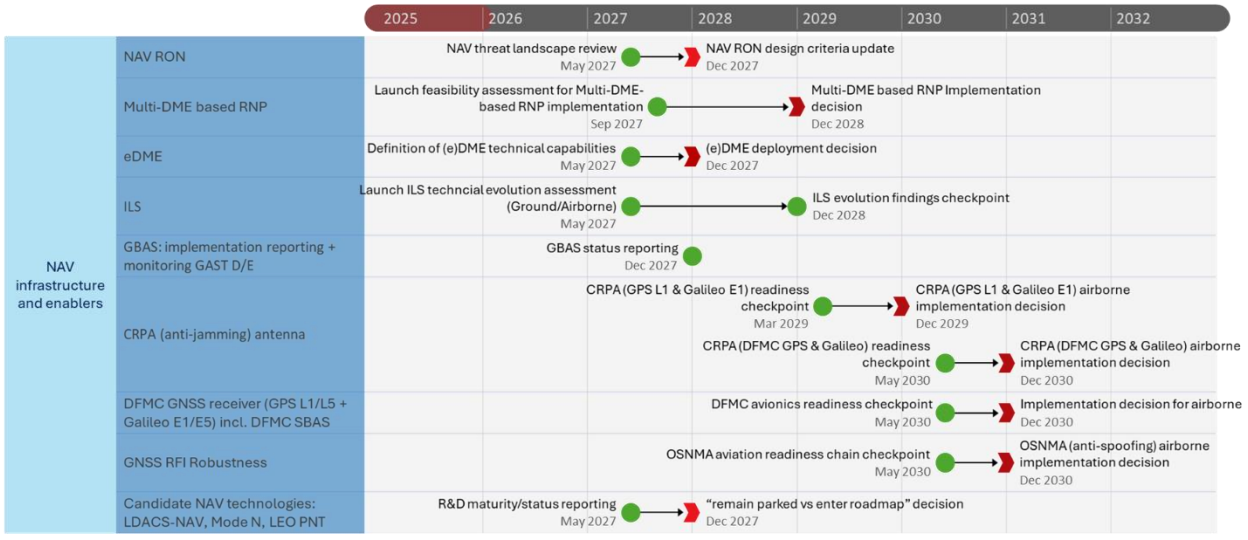 2025 2026 2027 2028 2029 2030 2031 2032
NAV
infrastructure
and enablers
NAV RON
NAV threat landscape review
May 2027
NAV RON design criteria update
Dec 2027
Multi-DME based RNP
Launch feasibility assessment for Multi-DME-
based RNP implementation
Sep 2027
Multi-DME based RNP Implementation
decision
Dec 2028
eDME
Definition of (e)DME technical capabilities
May 2027
(e)DME deployment decision
Dec 2027
ILS
Launch ILS techncial evolution assessment
(Ground/Airborne)
May 2027
ILS evolution findings checkpoint
Dec 2028
GBAS: implementation reporting +
monitoring GAST D/E
GBAS status reporting
Dec 2027
CRPA (anti-jamming) antenna
CRPA (GPS L1 & Galileo E1) readiness
checkpoint
Mar 2029
CRPA (GPS L1 & Galileo E1) airborne
implementation decision
Dec 2029
CRPA (DFMC GPS & Galileo) readiness
checkpoint
May 2030
CRPA (DFMC GPS & Galileo) airborne
implementation decision
Dec 2030
DFMC GNSS receiver (GPS L1/L5 +
Galileo E1/E5) incl. DFMC SBAS
DFMC avionics readiness checkpoint
May 2030
Implementation decision for airborne
Dec 2030
GNSS RFI Robustness
OSNMA aviation readiness chain checkpoint
May 2030
OSNMA (anti-spoofing) airborne
implementation decision
Dec 2030
Candidate NAV technologies:
LDACS-NAV, Mode N, LEO PNT
R&D maturity/status reporting
May 2027
“remain parked vs enter roadmap” decision
Dec 2027